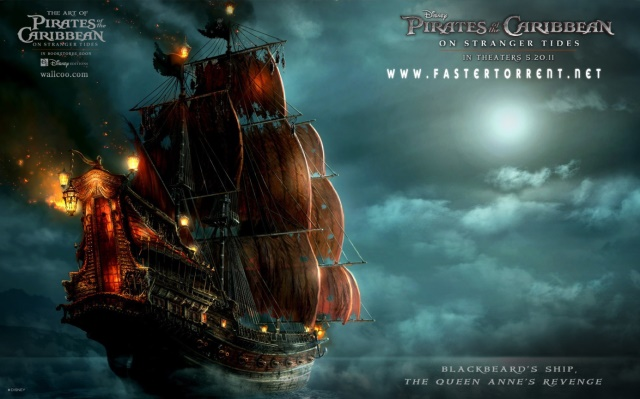 THE ART OF
PIRATES of the
CARIBBEAN
ON STRANGER TIDES
IN BOOKSTORES SOON
Disney EDITIONS
wallcoo.com
Disney
PIRATES of the CARIBBEAN
ON STRANGER TIDES
IN THEATERS 5.20.11
WWW.FASTERTORRENT.NET
BLACKBEARD'S SHIP,
THE QUEEN ANNE'S REVENGE